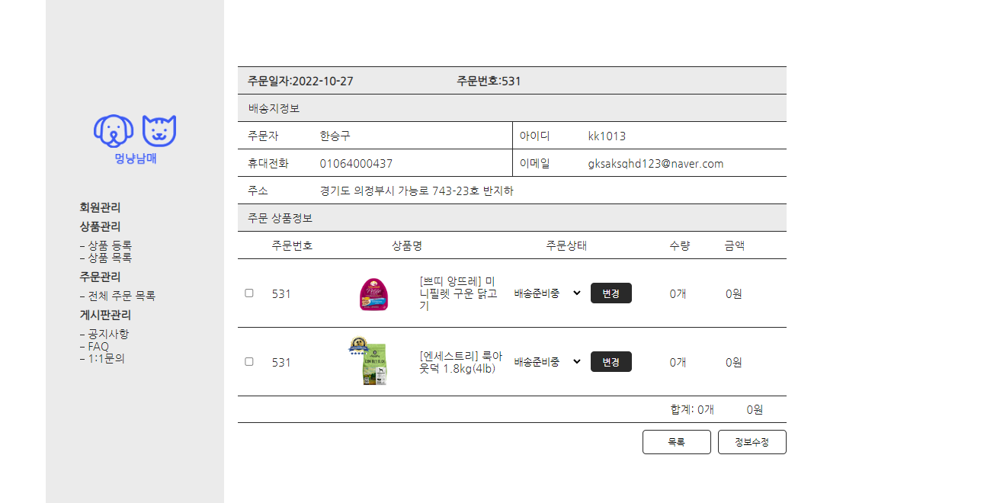 멍냥남매
회원관리
상품관리
- 상품 등록
- 상품 목록
주문관리
- 전체 주문 목록
게시판관리
- 공지사항
- FAQ
- 1:1문의
주문일자:2022-10-27 주문번호:531
배송지정보
주문자 한승구 아이디 kk1013
휴대전화 01064000437 이메일 gksaksqhd123@naver.com
주소 경기도 의정부시 가능로 743-23호 반지하
주문 상품정보
주문번호 상품명 주문상태 수량 금액
531 [쁘띠 앙뜨레] 미
니필렛 구운 닭고
기 배송준비중 변경 0개 0원
531 [엔세스트리] 룩아
웃덕 1.8kg(4lb) 배송준비중 변경 0개 0원
합계: 0개 0원
목록 정보수정